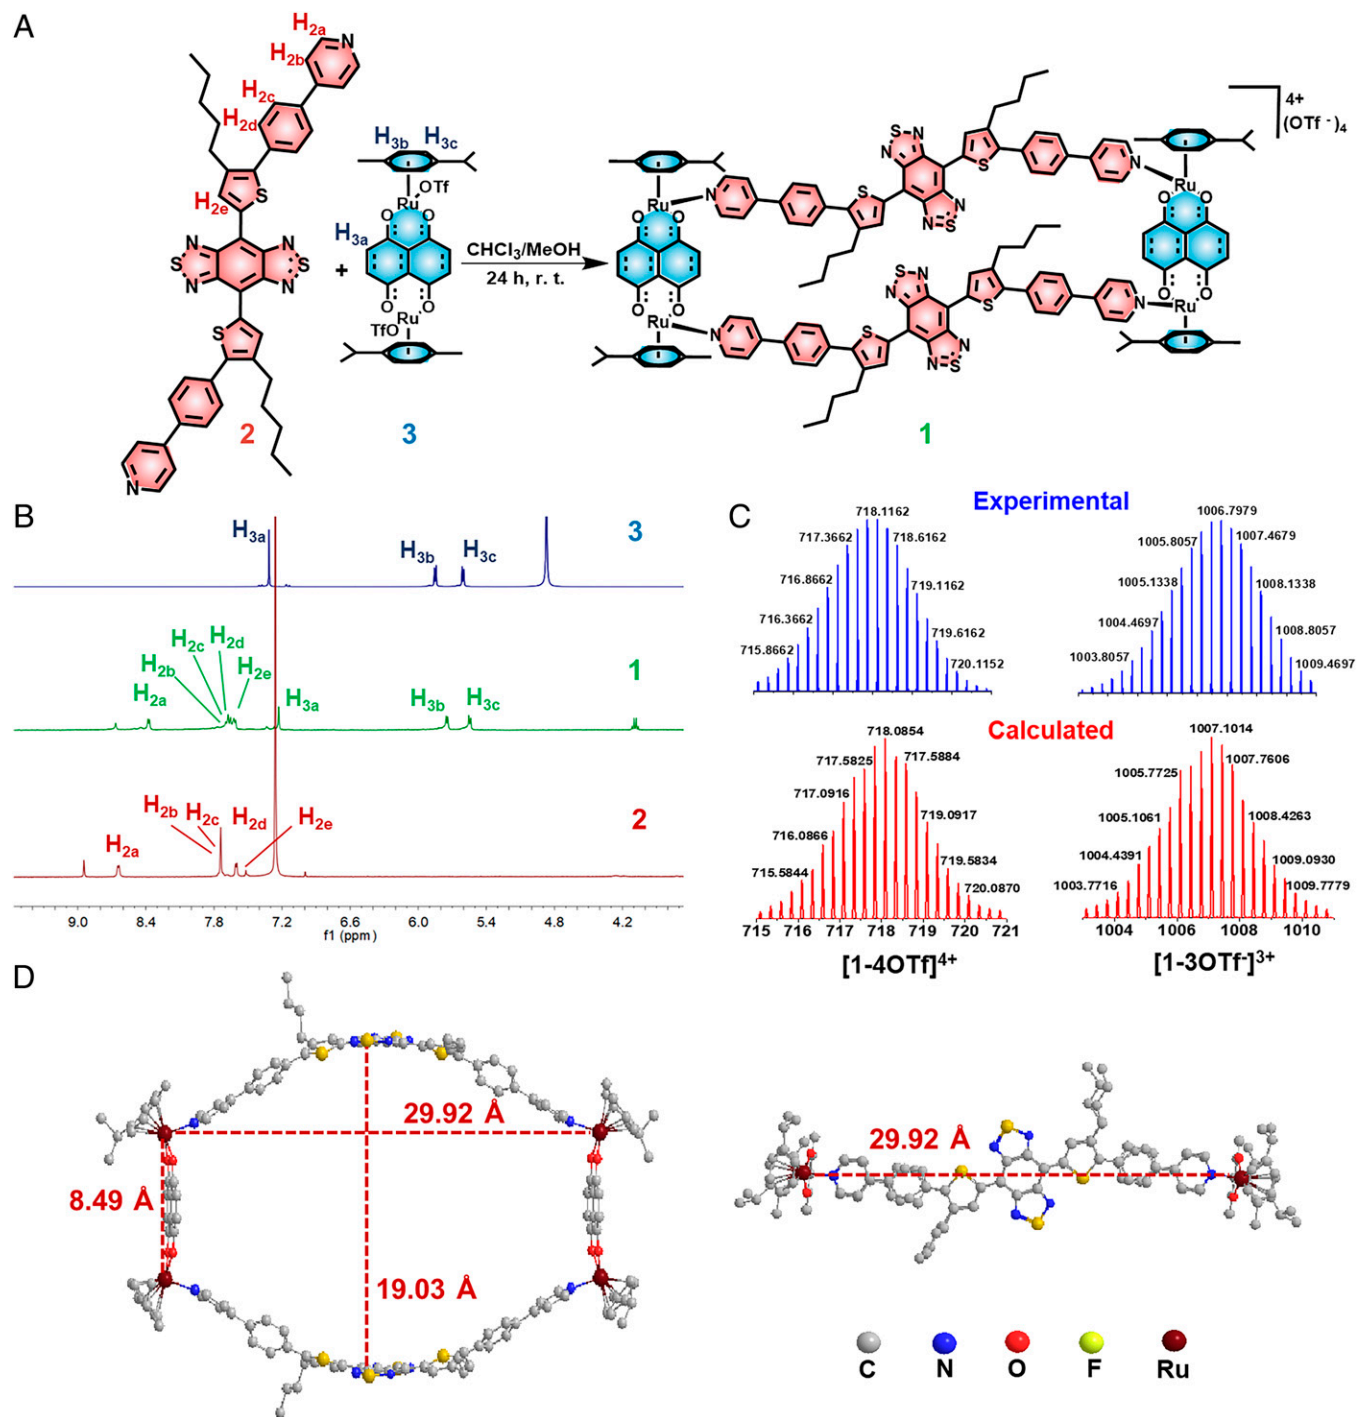 A
H2a
N
H2b
H2c
H2d
H3b H3c
S
H2e
OTf
Ru
O O
N N
S S
N N
H3a
+
CHCl3/MeOH
24 h, r. t.
O O
Ru
TfO
S
N
2
3
4+
(OTf -)4
N S N
S
S
N
Ru
Ru
N
O O
N S N
O O
S
N S N
S
O O
O O
Ru
N
S
N
Ru
N S N
1
B
3
H3a
H3b
H3c
1
H2c
H2d
H2b
H2e
H2a
H3a
H3b
H3c
2
H2b
H2c
H2d
H2e
H2a
9.0 8.4 7.8 7.2 6.6 6.0 5.4 4.8 4.2
f1 (ppm)
C
Experimental
718.1162
717.3662
718.6162
716.8662
719.1162
716.3662
719.6162
715.8662
720.1152
1006.7979
1005.8057
1007.4679
1005.1338
1008.1338
1004.4697
1008.8057
1003.8057
1009.4697
Calculated
718.0854
717.5825
717.5884
717.0916
719.0917
716.0866
719.5834
715.5844
720.0870
1007.1014
1005.7725
1007.7606
1005.1061
1008.4263
1004.4391
1009.0930
1003.7716
1009.7779
715 716 717 718 719 720 721
1004 1006 1008 1010
[1-4OTf]4+
[1-3OTf-]3+
D
29.92 Å
8.49 Å
19.03 Å
29.92 Å
C N O F Ru